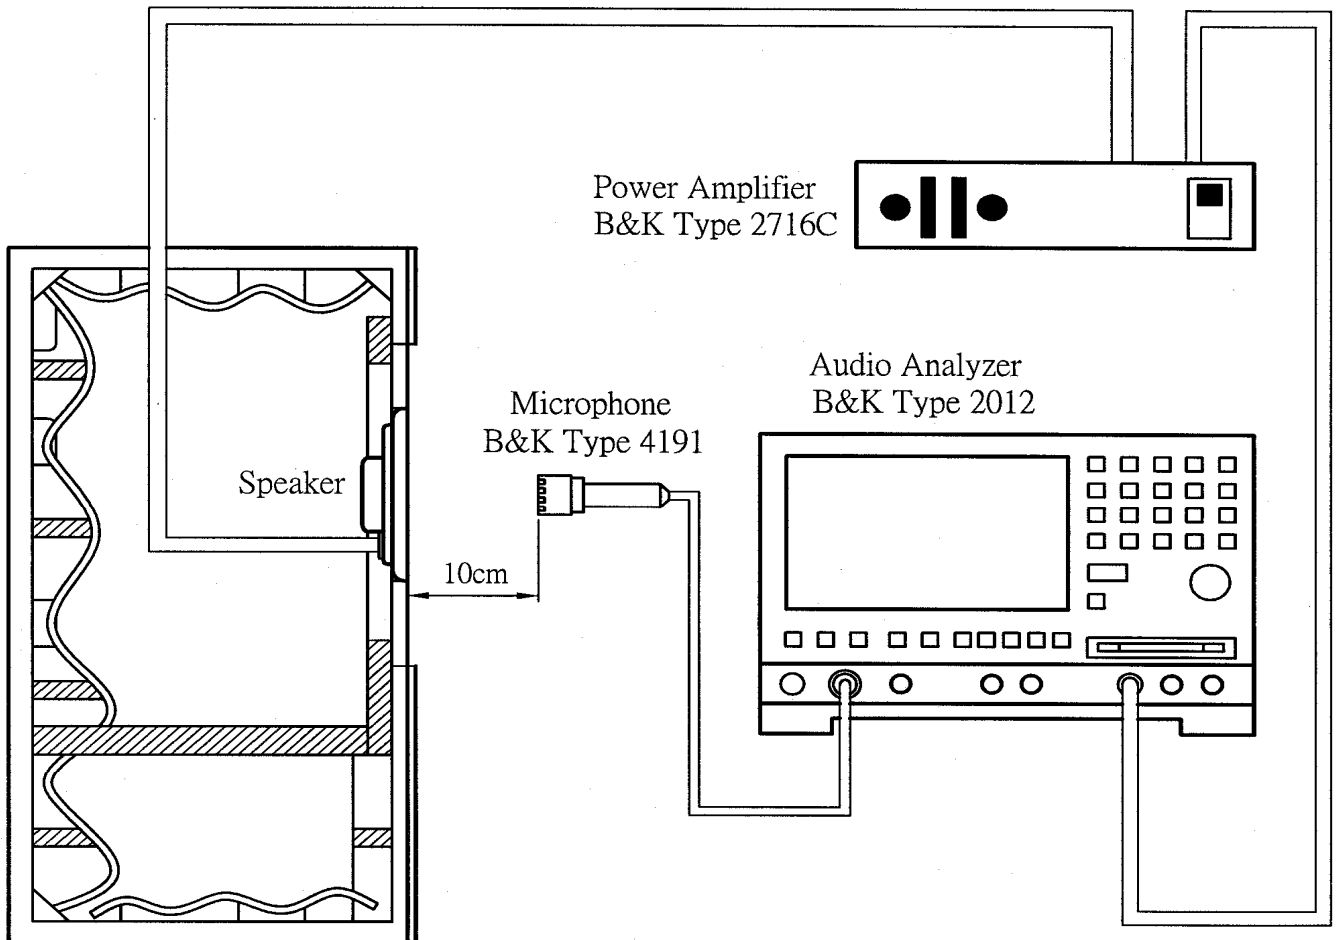 Power Amplifier
B&K Type 2716C
Audio Analyzer
B&K Type 2012
Microphone
B&K Type 4191
Speaker
10cm